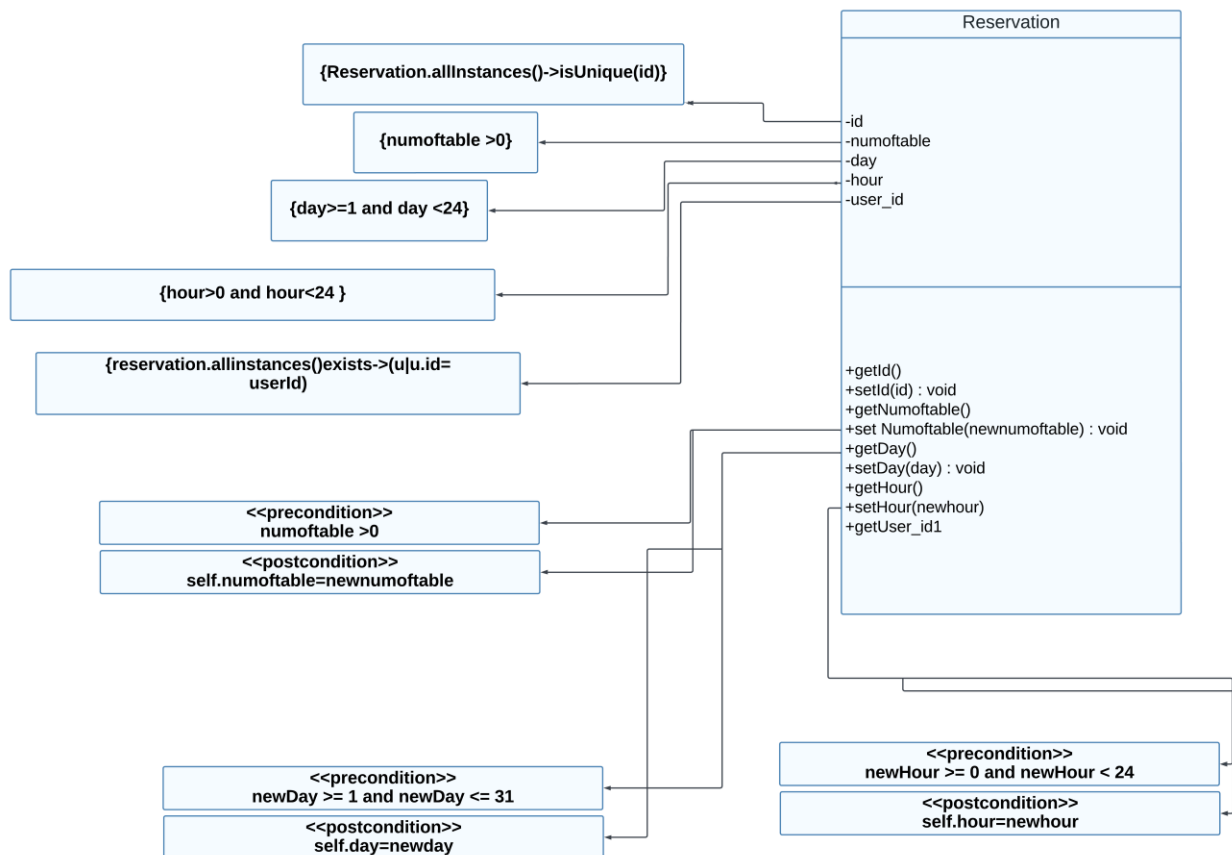 Reservation
{Reservation.allInstances()->isUnique(id)}
{numoftable >0}
{day>=1 and day <24}
{hour>0 and hour<24 }
{reservation.allinstances()exists->(u|u.id=
userId)
-id
-numoftable
-day
-hour
-user_id
+getId()
+setId(id) : void
+getNumoftable()
+set Numoftable(newnumoftable) : void
+getDay()
+setDay(day) : void
+getHour()
+setHour(newhour)
+getUser_id1
<<precondition>>
numoftable >0
<<postcondition>>
self.numoftable=newnumoftable
<<precondition>>
newDay >= 1 and newDay <= 31
<<postcondition>>
self.day=newday
<<precondition>>
newHour >= 0 and newHour < 24
<<postcondition>>
self.hour=newhour